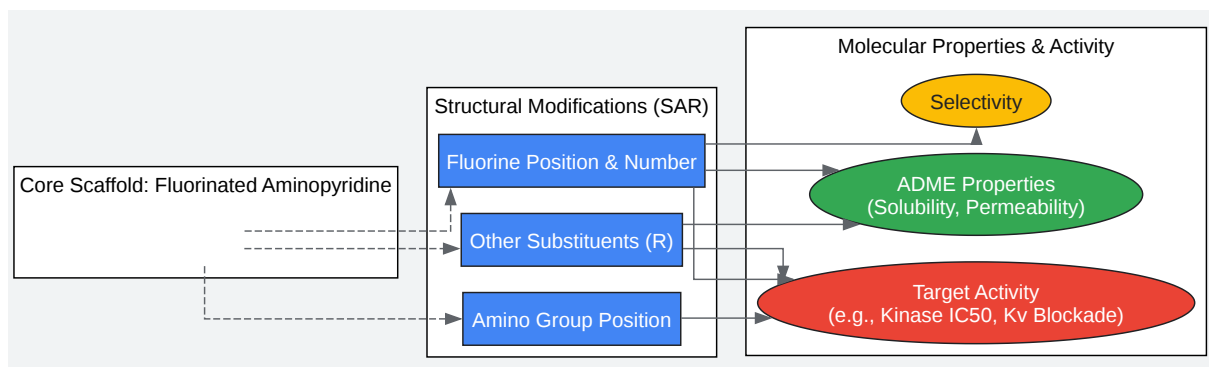 Core Scaffold: Fluorinated Aminopyridine
Structural Modifications (SAR)
Fluorine Position & Number
Other Substituents (R)
Amino Group Position
Molecular Properties & Activity
Selectivity
ADME Properties
(Solubility, Permeability)
Target Activity
(e.g., Kinase IC50, Kv Blockade)